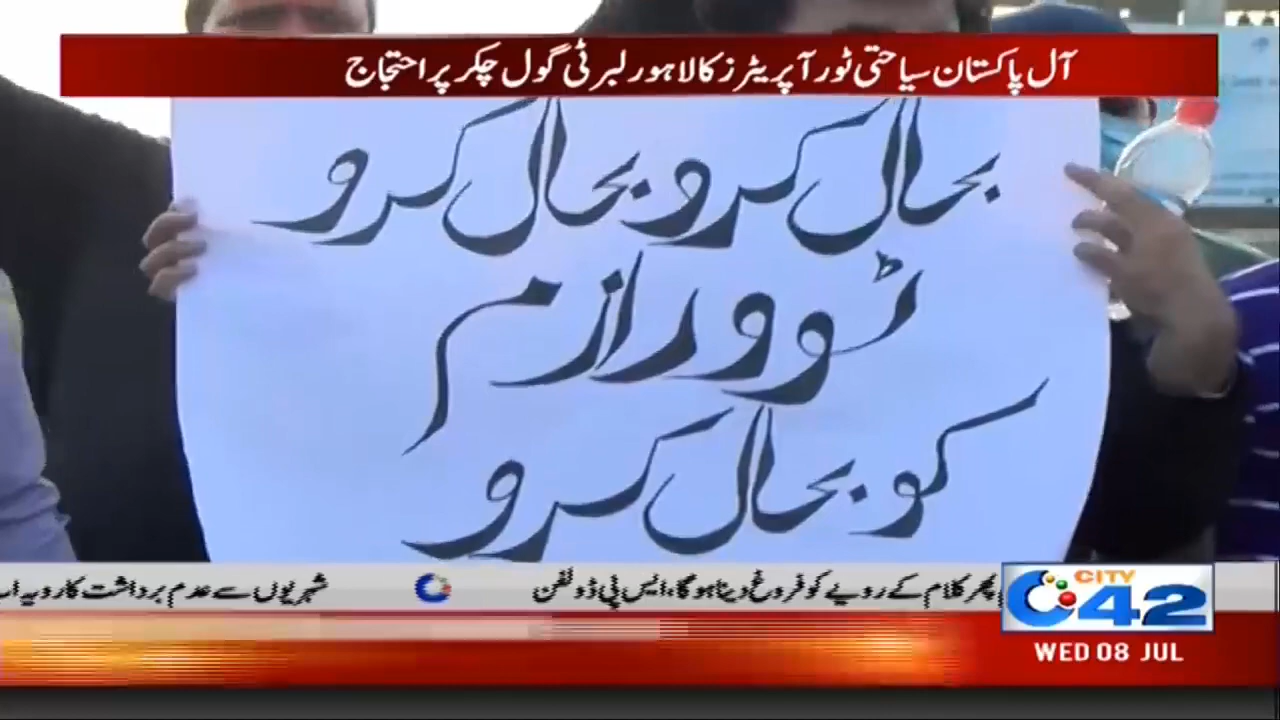 آل پاکستان سیاحتی ٹور آپریٹرز کا لاہور لبرٹی گول چکر پر احتجاج
بحال کرو بحال کرو
ٹوورازم
کو بحال کرو
پھر کلام کے رویے کو فروغ دینا ہوگا، ایس پی ڈولفن
شہریوں سے عدم برداشت کا رویہ
CITY
42
WED 08 JUL